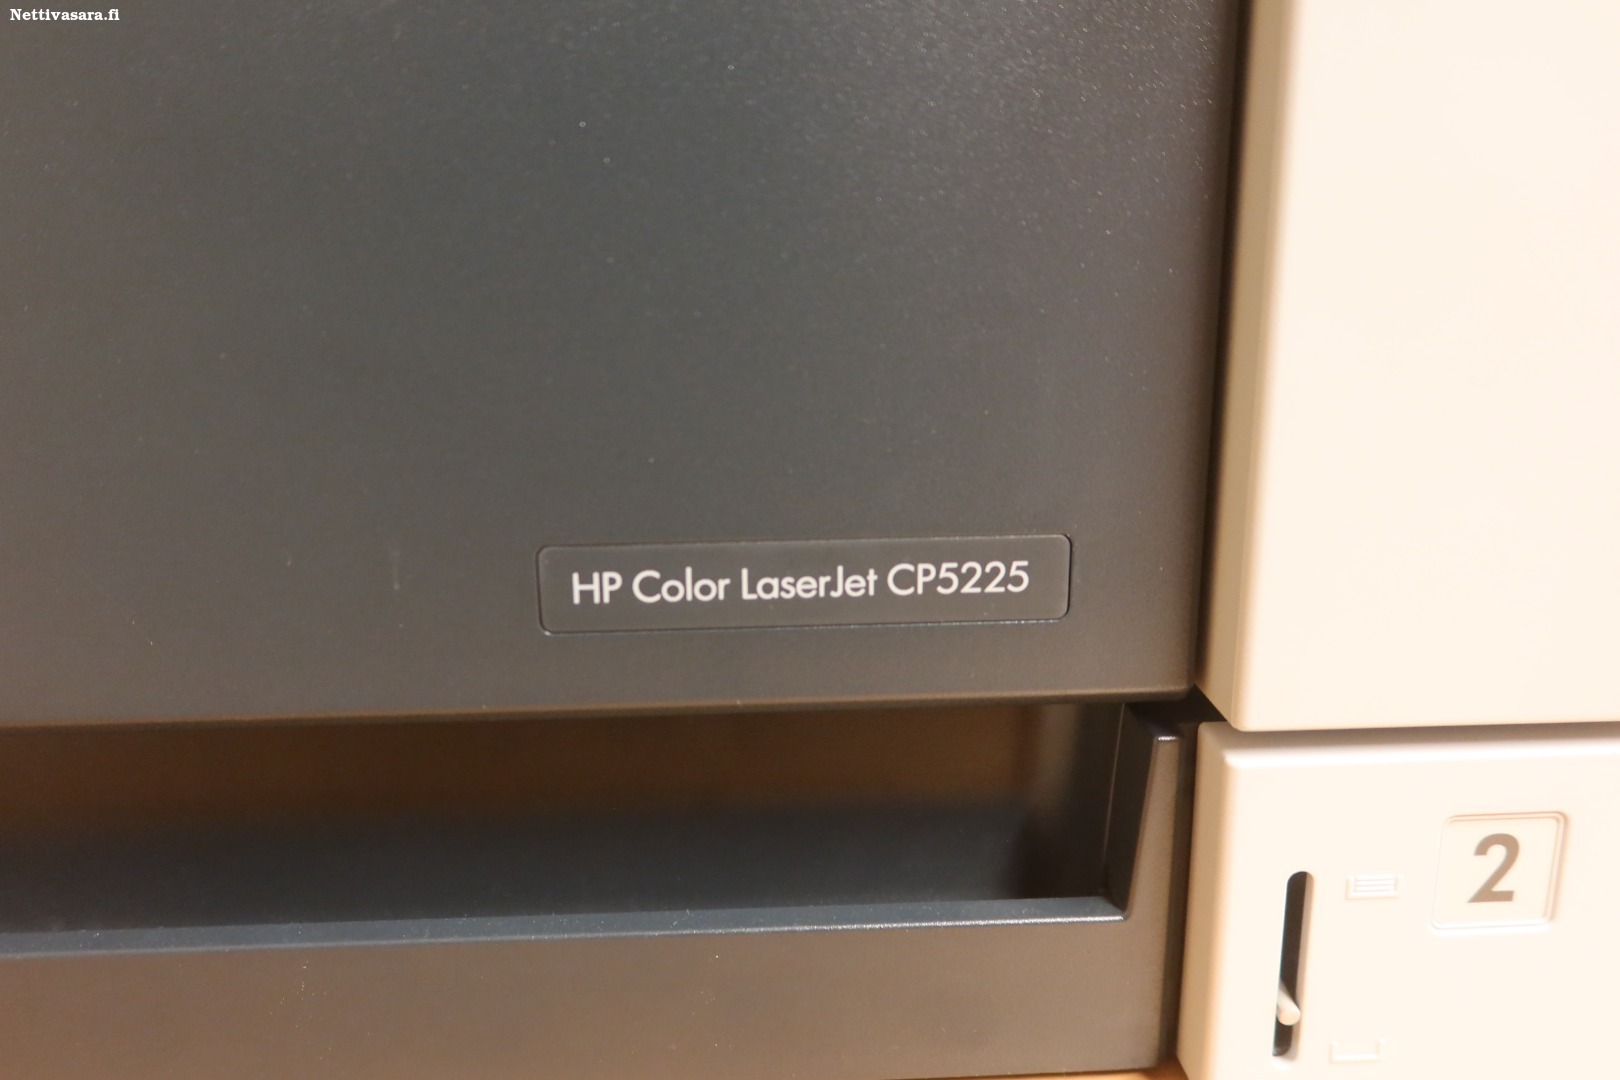 Nettivasara.fi
HP Color LaserJet CP5225
2